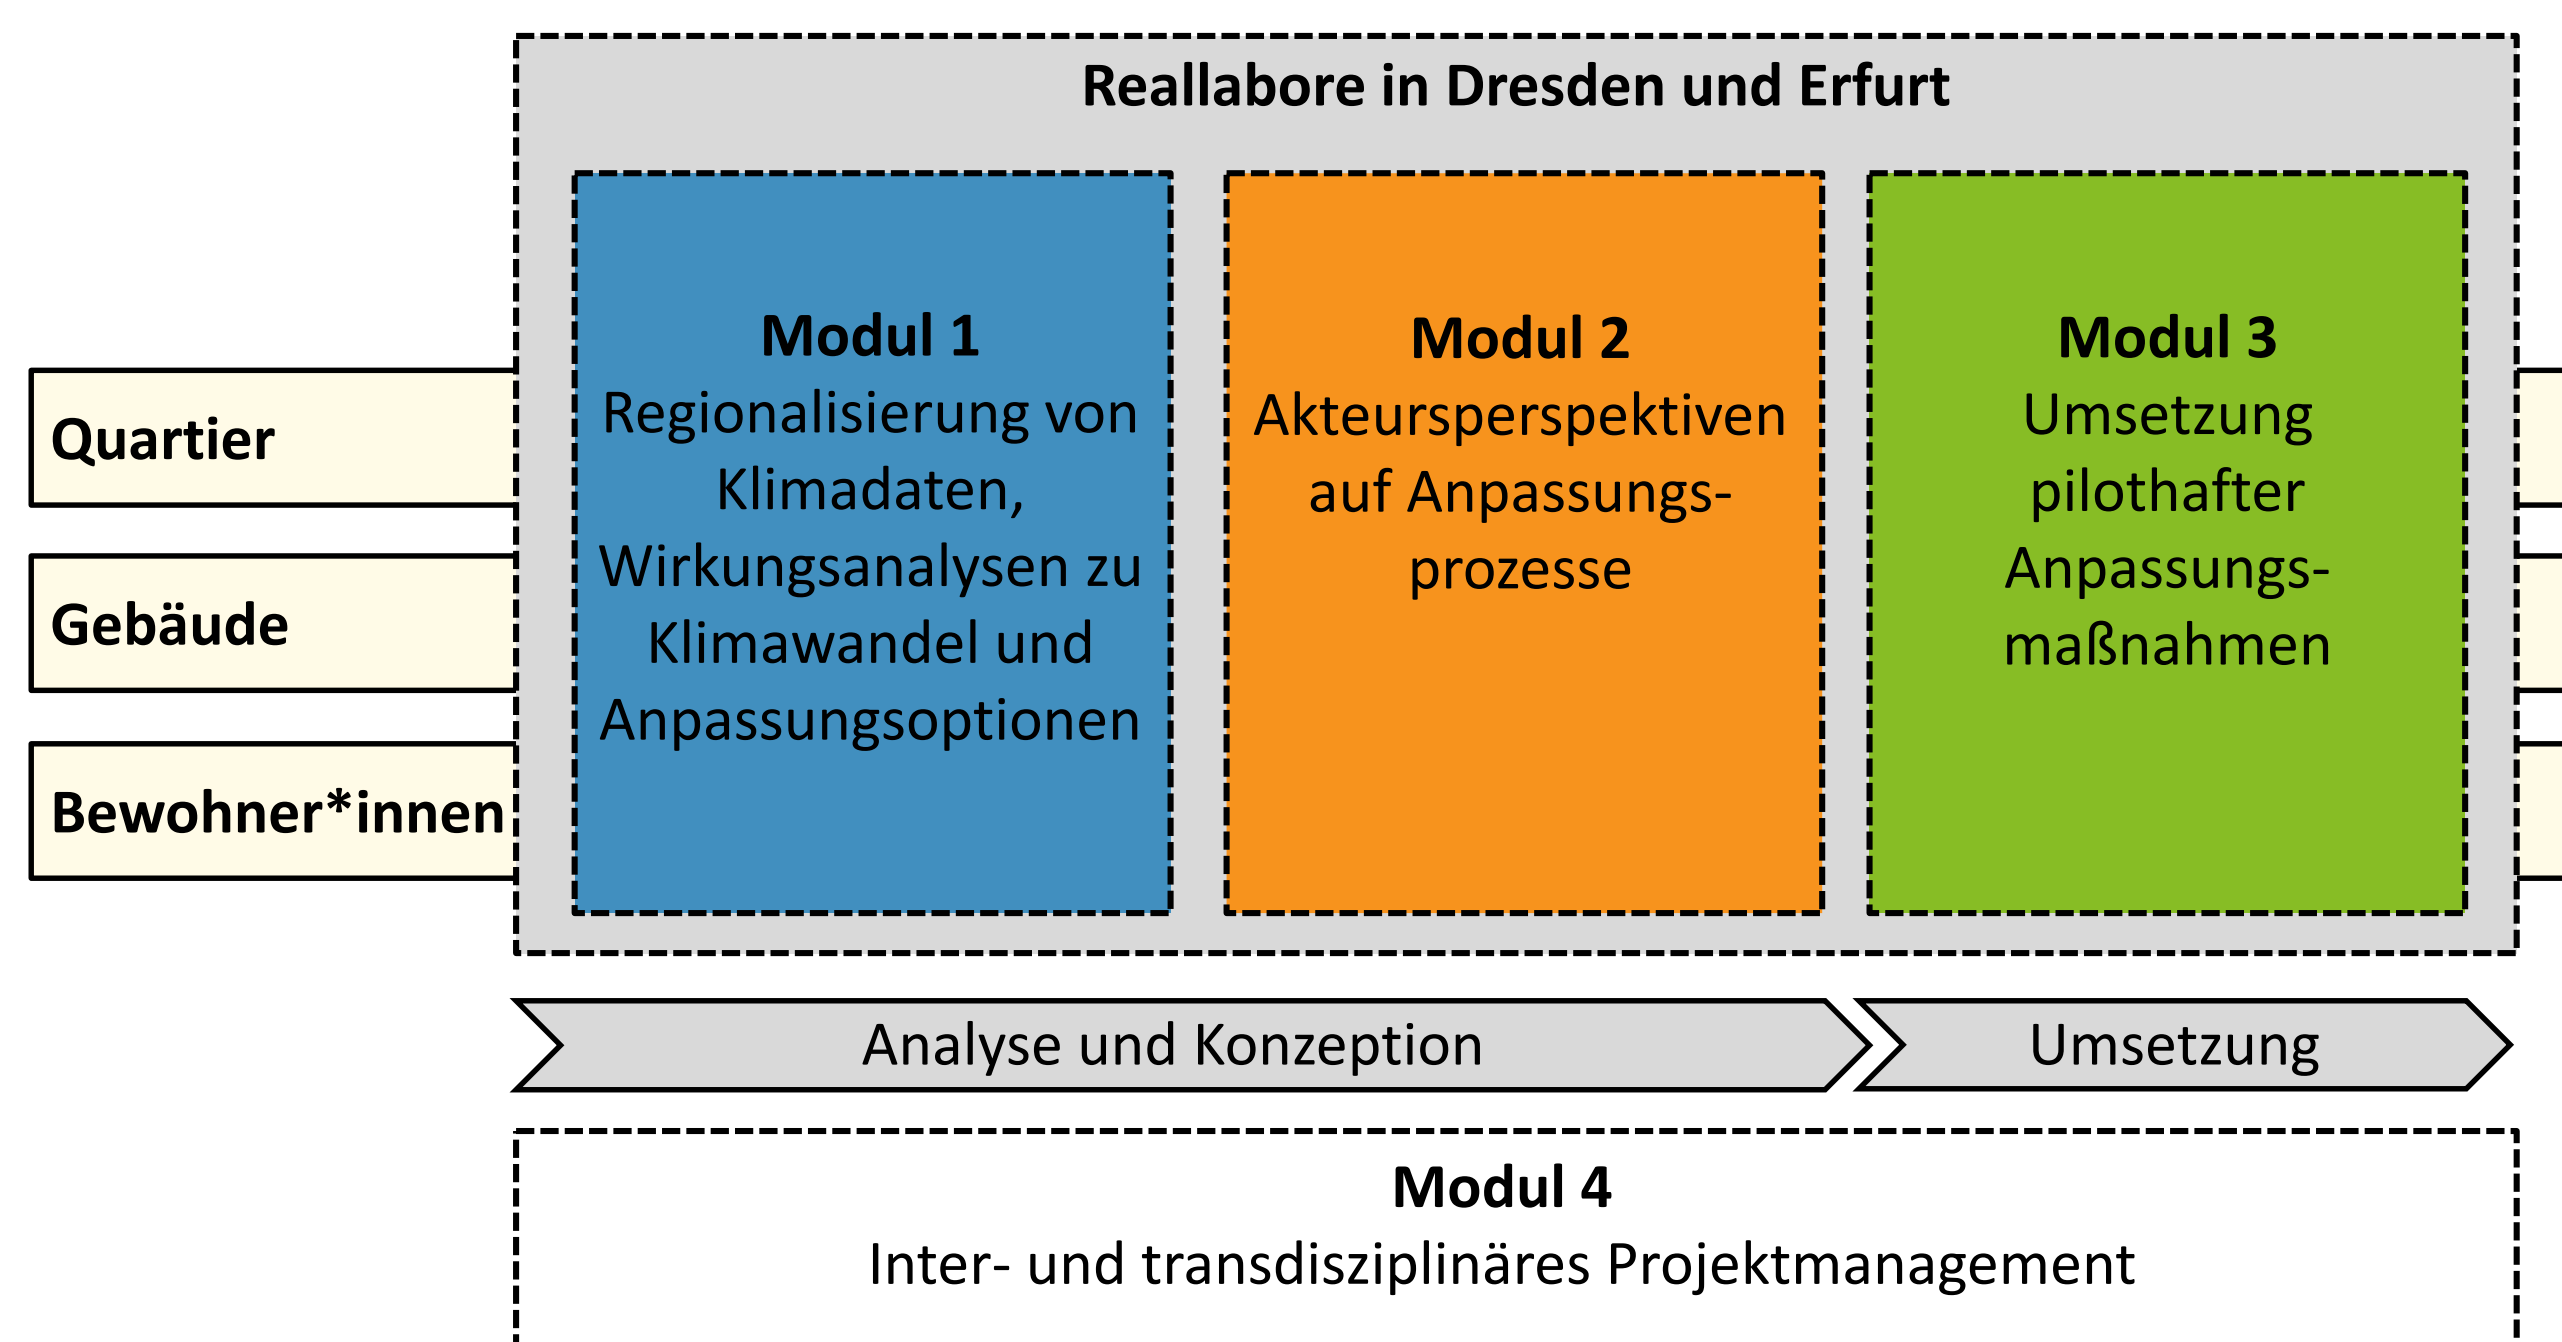 Reallabore in Dresden und Erfurt
Quartier
Gebäude
Bewohner*innen
Modul 1
Regionalisierung von
Klimadaten,
Wirkungsanalysen zu
Klimawandel und
Anpassungsoptionen
Modul 2
Akteursperspektiven
auf Anpassungs-
prozesse
Modul 3
Umsetzung
pilothafter
Anpassungs-
maßnahmen
Analyse und Konzeption
Umsetzung
Modul 4
Inter- und transdisziplinäres Projektmanagement